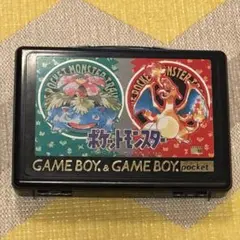 POCKET MONSTERS
POCKET MONSTERS
ポケットモンスター
GAME BOY & GAME BOY pocket